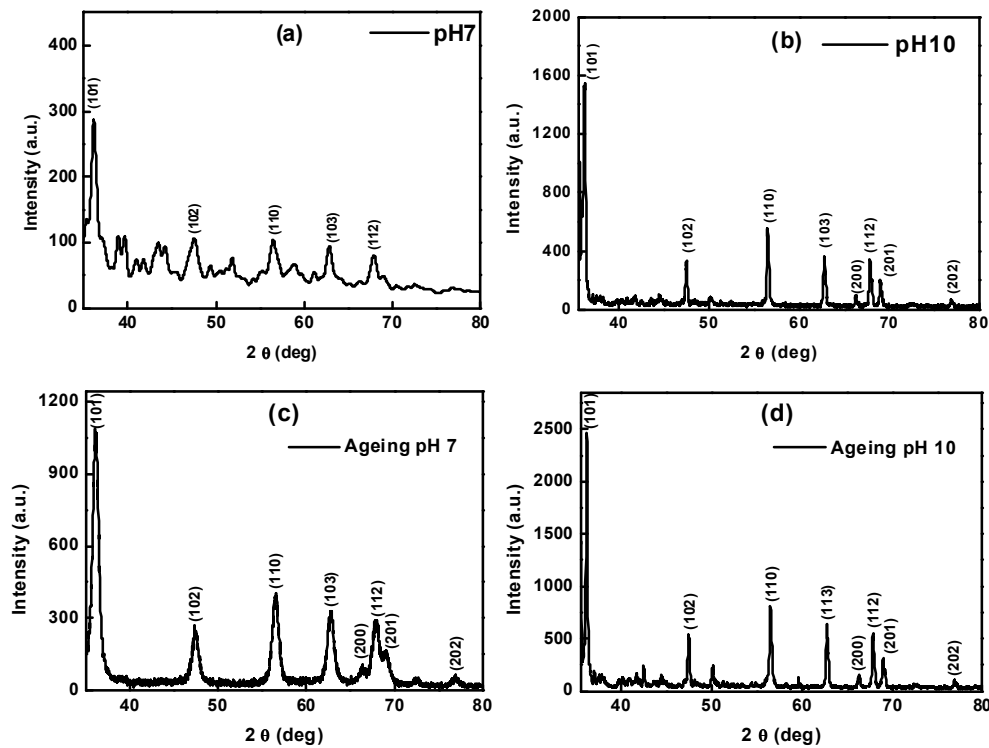 (a)
pH7
400
300
200
100
0
Intensity (a.u.)
(101)
(102)
(110)
(103)
(112)
40 50 60 70 80
2 θ (deg)
(b)
pH10
2000
1600
1200
800
400
0
Intensity (a.u.)
(101)
(102)
(110)
(103)
(200)
(112)
(201)
(202)
40 50 60 70 80
2 θ (deg)
(c)
Ageing pH 7
1200
900
600
300
0
Intensity (a.u.)
(101)
(102)
(110)
(103)
(200)
(112)
(201)
(202)
40 50 60 70 80
2 θ (deg)
(d)
Ageing pH 10
2500
2000
1500
1000
500
0
Intensity (a.u.)
(101)
(102)
(110)
(113)
(200)
(112)
(201)
(202)
40 50 60 70 80
2 θ (deg)